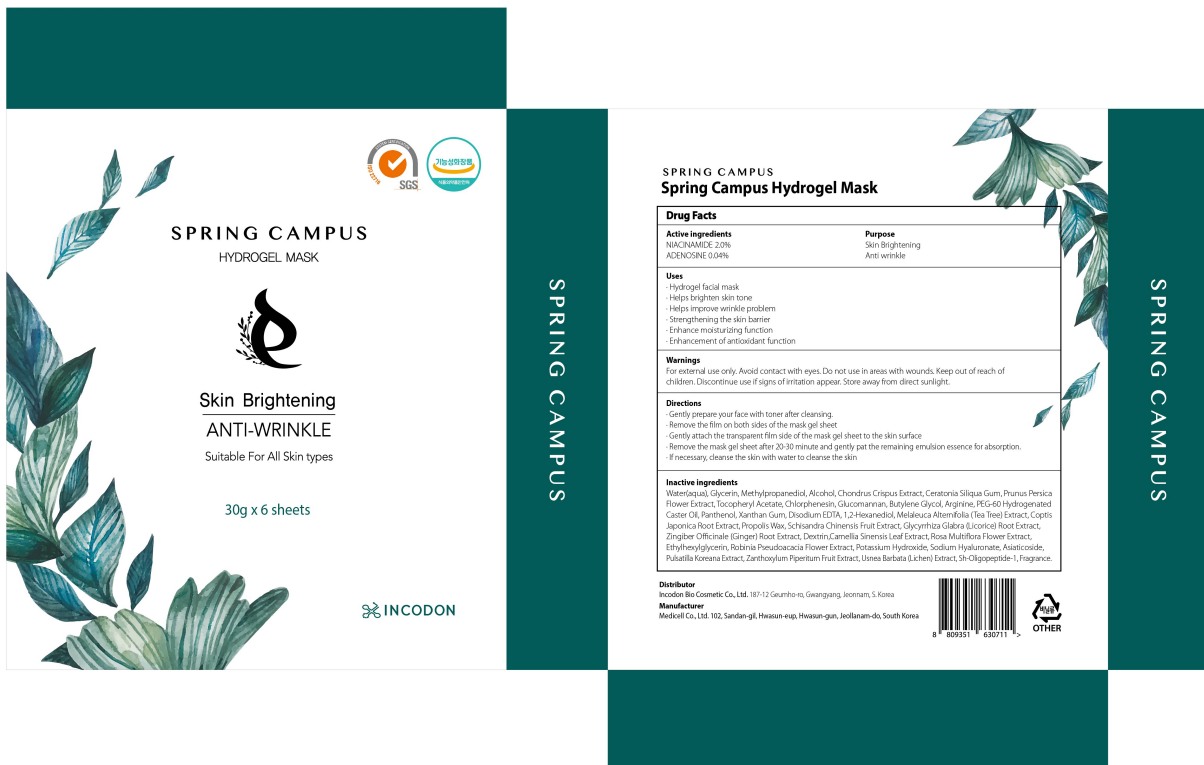 기능성화장품
식품의약품안전처
ISO 22716
SGS
SPRING CAMPUS
HYDROGEL MASK
Skin Brightening
ANTI-WRINKLE
Suitable For All Skin types
30g x 6 sheets
INCODON
SPRING CAMPUS
SPRING CAMPUS
Spring Campus Hydrogel Mask
Drug Facts
Active ingredients Purpose
NIACINAMIDE 2.0% Skin Brightening
ADENOSINE 0.04% Anti wrinkle
Uses
· Hydrogel facial mask
· Helps brighten skin tone
· Helps improve wrinkle problem
· Strengthening the skin barrier
· Enhance moisturizing function
· Enhancement of antioxidant function
Warnings
For external use only. Avoid contact with eyes. Do not use in areas with wounds. Keep out of reach of
children. Discontinue use if signs of irritation appear. Store away from direct sunlight.
Directions
· Gently prepare your face with toner after cleansing.
· Remove the film on both sides of the mask gel sheet
· Gently attach the transparent film side of the mask gel sheet to the skin surface
· Remove the mask gel sheet after 20-30 minute and gently pat the remaining emulsion essence for absorption.
· If necessary, cleanse the skin with water to cleanse the skin
Inactive ingredients
Water(aqua), Glycerin, Methylpropanediol, Alcohol, Chondrus Crispus Extract, Ceratonia Siliqua Gum, Prunus Persica
Flower Extract, Tocopheryl Acetate, Chlorphenesin, Glucomannan, Butylene Glycol, Arginine, PEG-60 Hydrogenated
Caster Oil, Panthenol, Xanthan Gum, Disodium EDTA, 1,2-Hexanediol, Melaleuca Alternifolia (Tea Tree) Extract, Coptis
Japonica Root Extract, Propolis Wax, Schisandra Chinensis Fruit Extract, Glycyrrhiza Glabra (Licorice) Root Extract,
Zingiber Officinale (Ginger) Root Extract, Dextrin,Camellia Sinensis Leaf Extract, Rosa Multiflora Flower Extract,
Ethylhexylglycerin, Robinia Pseudoacacia Flower Extract, Potassium Hydroxide, Sodium Hyaluronate, Asiaticoside,
Pulsatilla Koreana Extract, Zanthoxylum Piperitum Fruit Extract, Usnea Barbata (Lichen) Extract, Sh-Oligopeptide-1, Fragrance.
Distributor
Incodon Bio Cosmetic Co., Ltd. 187-12 Geumho-ro, Gwangyang, Jeonnam, S. Korea
Manufacturer
Medicell Co., Ltd. 102, Sandan-gil, Hwasun-eup, Hwasun-gun, Jeollanam-do, South Korea
8 809351 630711 >
OTHER
SPRING CAMPUS